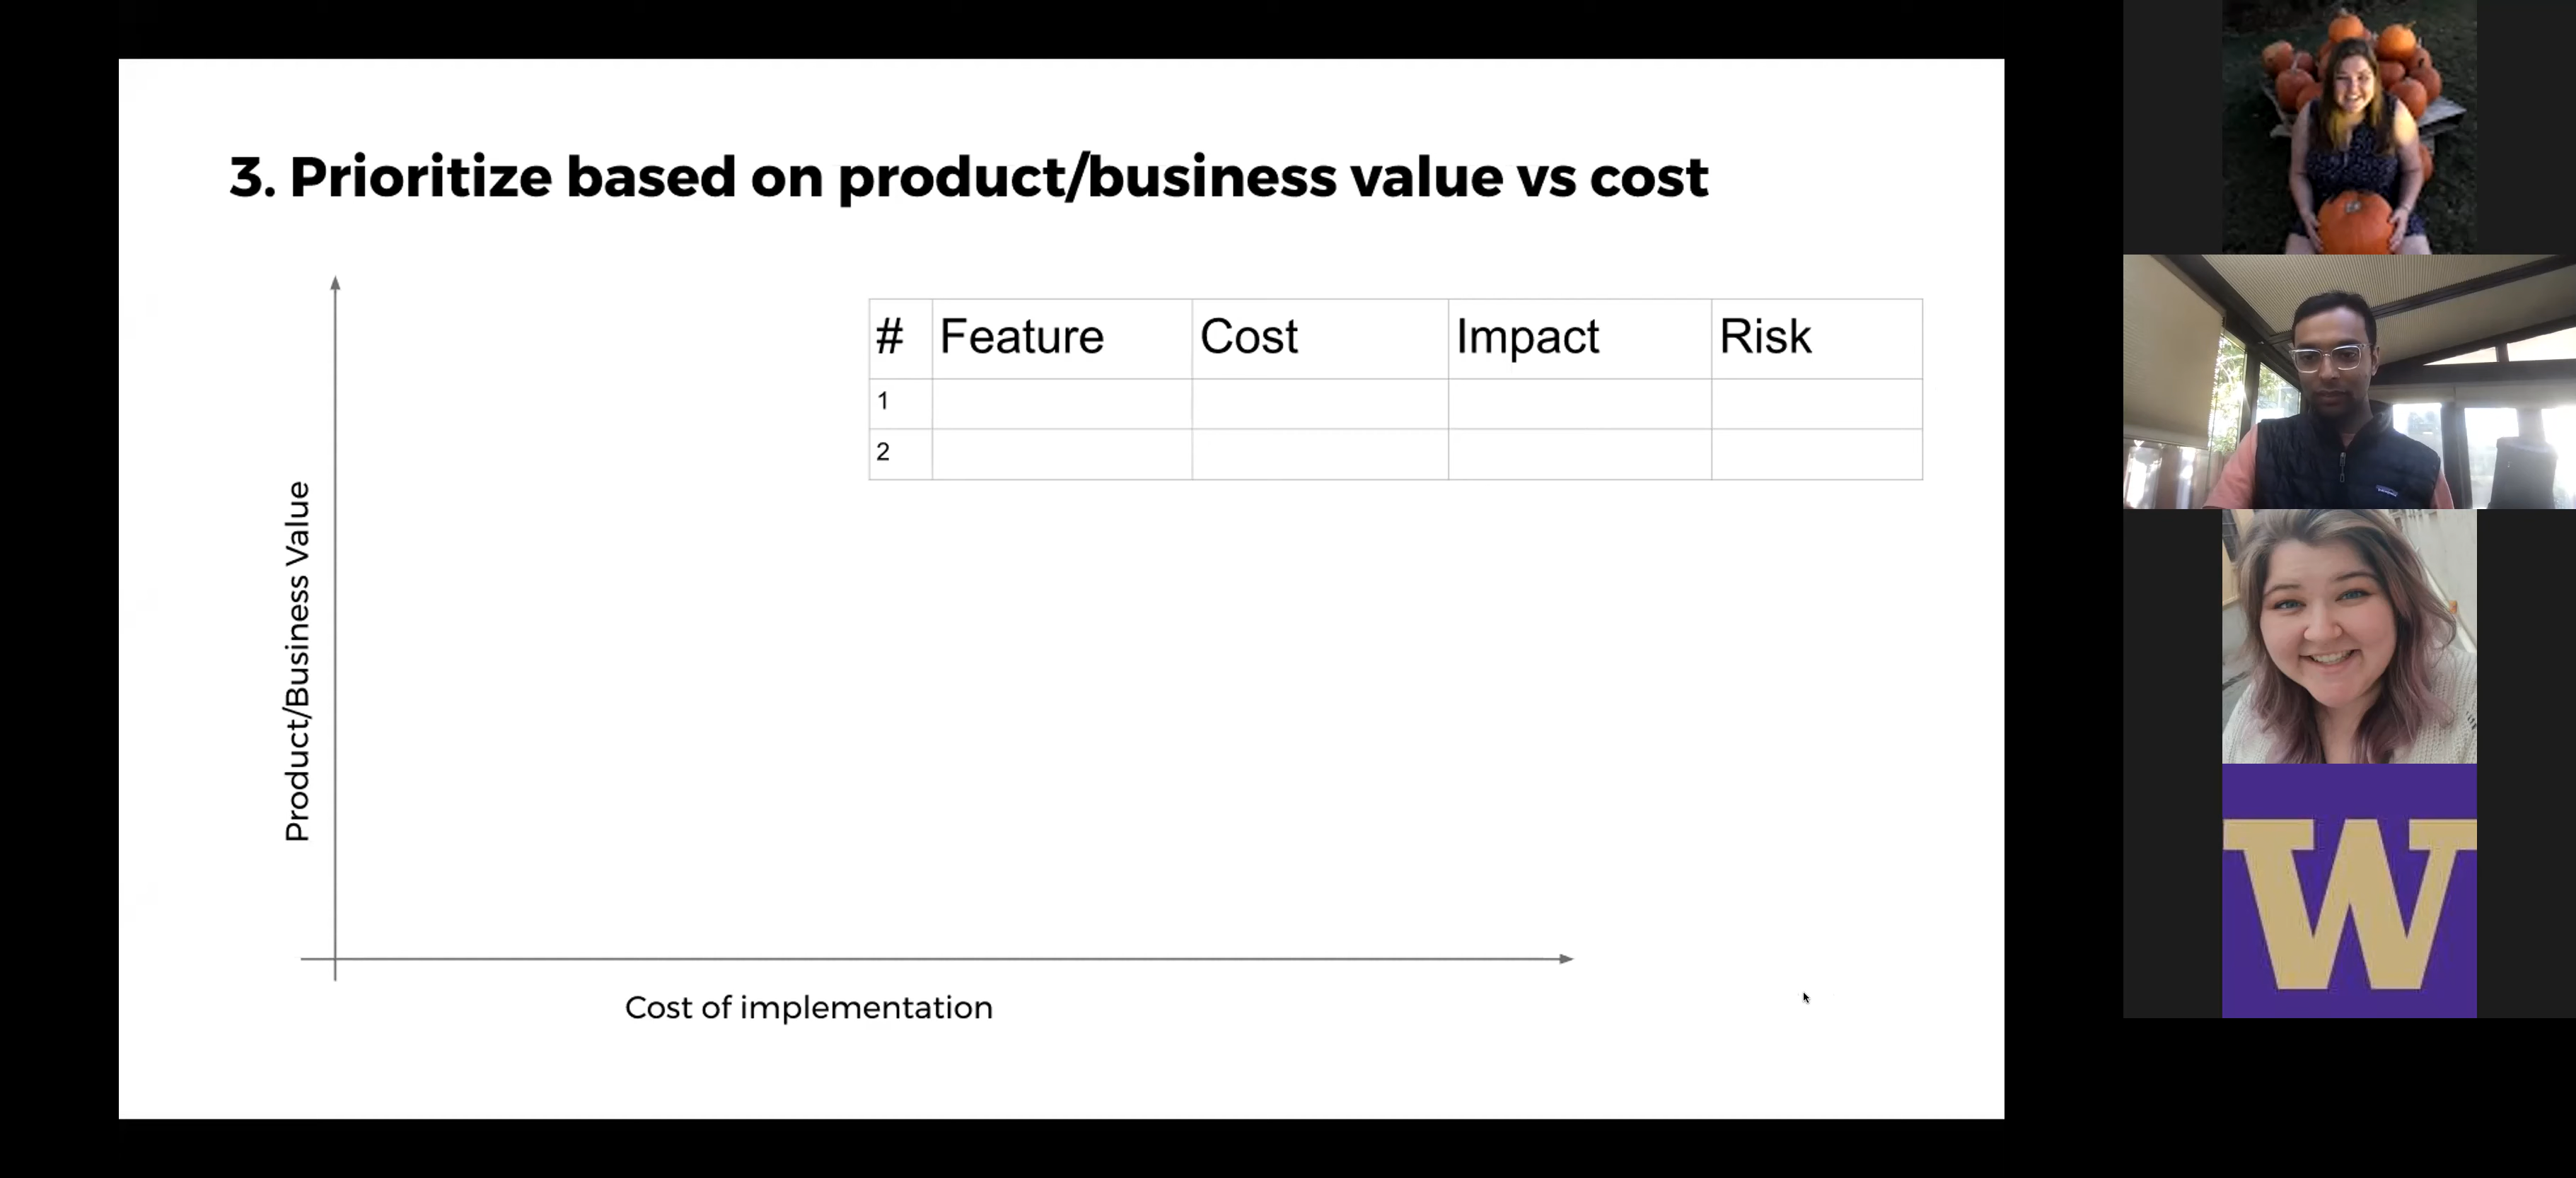 3. Prioritize based on product/business value vs cost
# Feature Cost Impact Risk
1
2
Product/Business Value
Cost of implementation
W